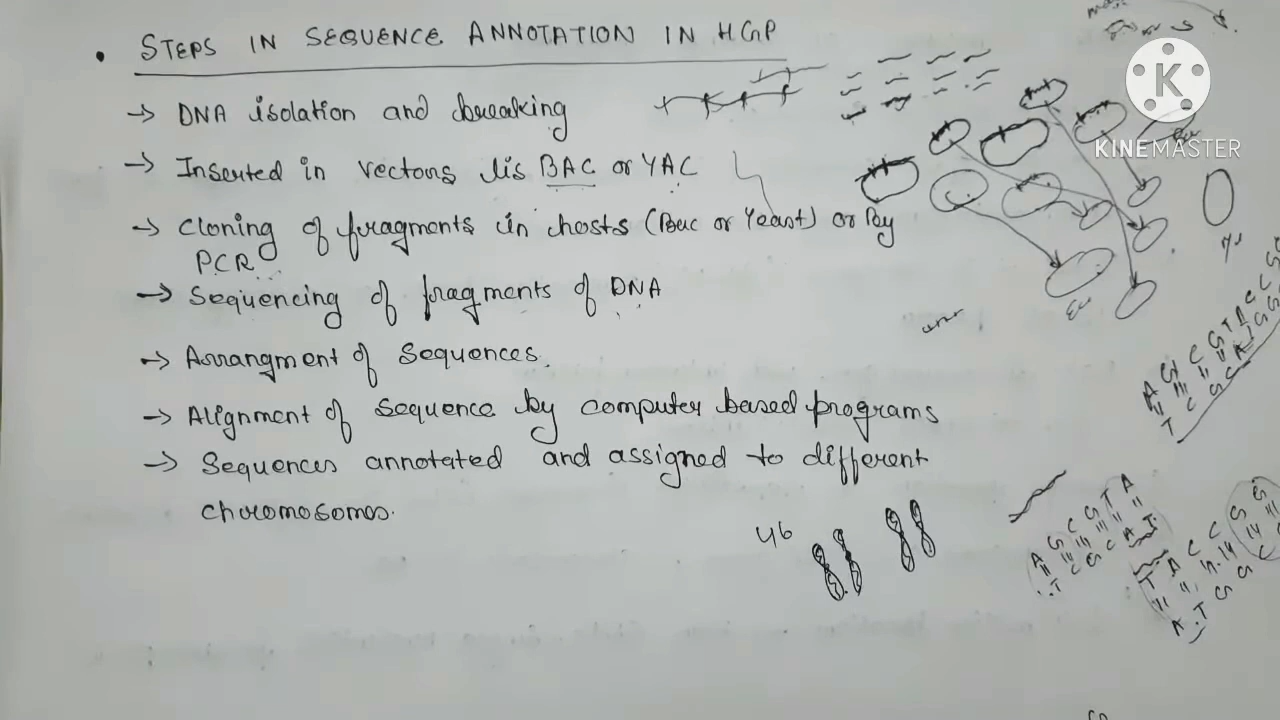 • STEPS IN SEQUENCE ANNOTATION IN HGP
→ DNA isolation and breaking
→ Inserted in vectors BAC or YAC
→ Cloning of fragments in hosts (Bac or Yeast) or By
PCR
→ Sequencing of fragments of DNA
→ Arrangment of Sequences.
→ Alignment of Sequence by computer based programs
→ Sequences annotated and assigned to different
chromosomes.
46
K
KINEMASTER
A G C G T A
T C G C A T
T A C C G G
A T G G C